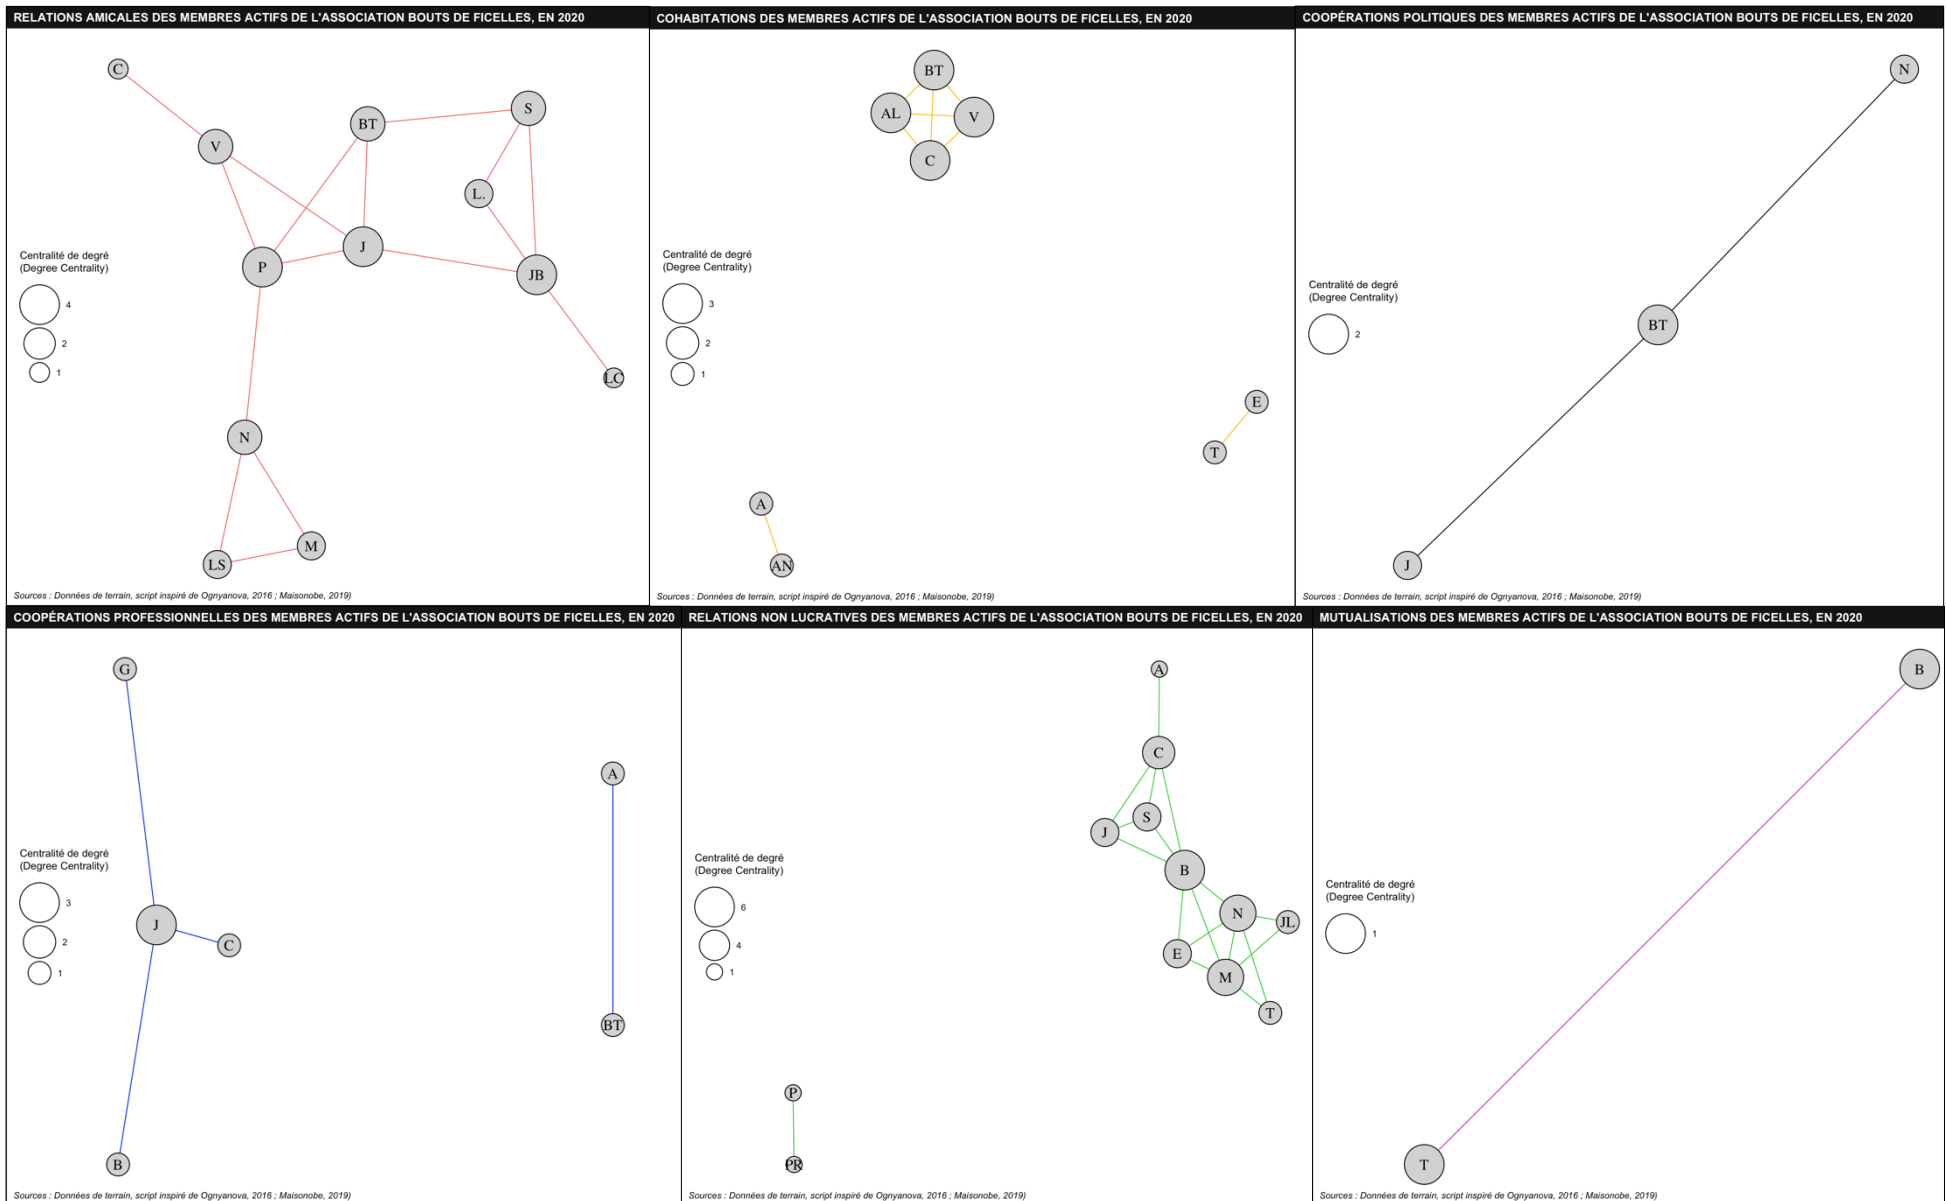 RELATIONS AMICALES DES MEMBRES ACTIFS DE L'ASSOCIATION BOUTS DE FICELLES, EN 2020
C
V
BT
S
L.
P
J
JB
LC
N
LS
M
Centralité de degré
(Degree Centrality)
4
2
1
Sources : Données de terrain, script inspiré de Ognyanova, 2016 ; Maisonobe, 2019)
COHABITATIONS DES MEMBRES ACTIFS DE L'ASSOCIATION BOUTS DE FICELLES, EN 2020
BT
AL
V
C
Centralité de degré
(Degree Centrality)
3
2
1
E
T
A
AN
Sources : Données de terrain, script inspiré de Ognyanova, 2016 ; Maisonobe, 2019)
COOPÉRATIONS POLITIQUES DES MEMBRES ACTIFS DE L'ASSOCIATION BOUTS DE FICELLES, EN 2020
N
Centralité de degré
(Degree Centrality)
2
BT
J
Sources : Données de terrain, script inspiré de Ognyanova, 2016 ; Maisonobe, 2019)
COOPÉRATIONS PROFESSIONNELLES DES MEMBRES ACTIFS DE L'ASSOCIATION BOUTS DE FICELLES, EN 2020
G
A
Centralité de degré
(Degree Centrality)
3
2
1
J
C
BT
B
Sources : Données de terrain, script inspiré de Ognyanova, 2016 ; Maisonobe, 2019)
RELATIONS NON LUCRATIVES DES MEMBRES ACTIFS DE L'ASSOCIATION BOUTS DE FICELLES, EN 2020
A
C
S
J
B
Centralité de degré
(Degree Centrality)
6
4
1
N
JL
E
M
T
P
PR
Sources : Données de terrain, script inspiré de Ognyanova, 2016 ; Maisonobe, 2019)
MUTUALISATIONS DES MEMBRES ACTIFS DE L'ASSOCIATION BOUTS DE FICELLES, EN 2020
B
Centralité de degré
(Degree Centrality)
1
T
Sources : Données de terrain, script inspiré de Ognyanova, 2016 ; Maisonobe, 2019)